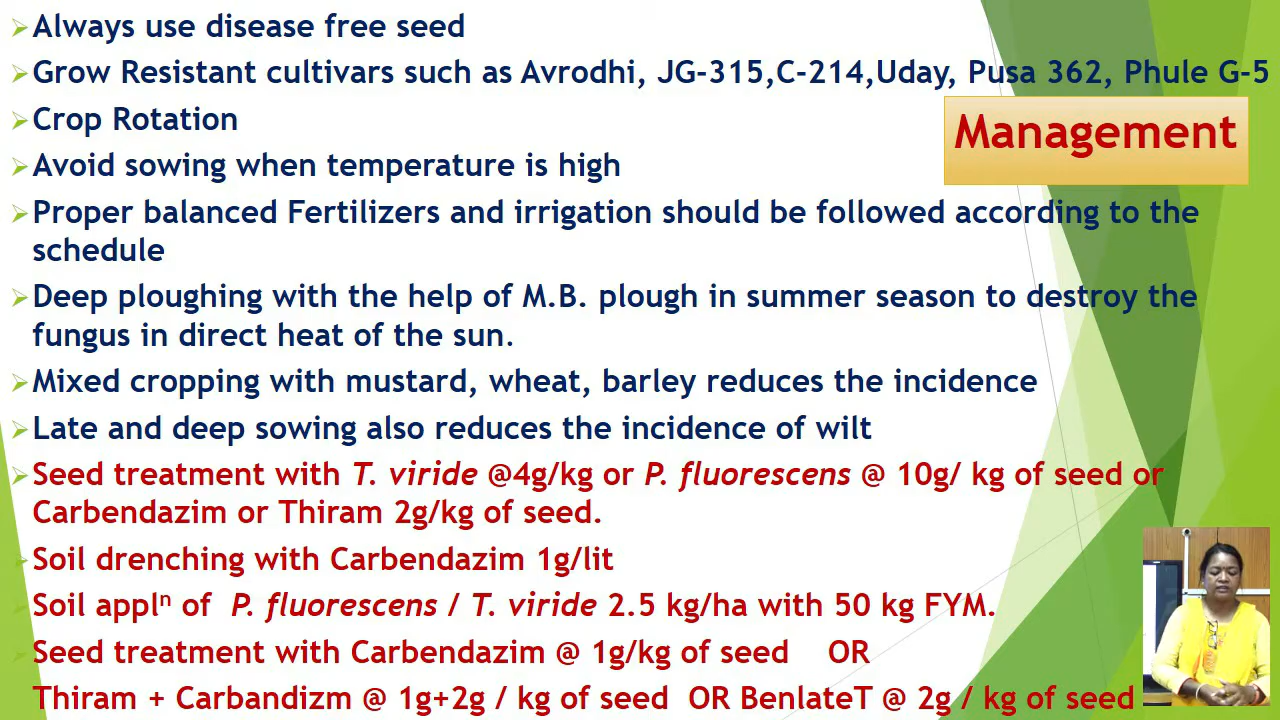 Always use disease free seed
Grow Resistant cultivars such as Avrodhi, JG-315,C-214,Uday, Pusa 362, Phule G-5
Crop Rotation
Management
Avoid sowing when temperature is high
Proper balanced Fertilizers and irrigation should be followed according to the
schedule
Deep ploughing with the help of M.B. plough in summer season to destroy the
fungus in direct heat of the sun.
Mixed cropping with mustard, wheat, barley reduces the incidence
Late and deep sowing also reduces the incidence of wilt
Seed treatment with T. viride @4g/kg or P. fluorescens @ 10g/ kg of seed or
Carbendazim or Thiram 2g/kg of seed.
Soil drenching with Carbendazim 1g/lit
Soil applⁿ of P. fluorescens / T. viride 2.5 kg/ha with 50 kg FYM.
Seed treatment with Carbendazim @ 1g/kg of seed OR
Thiram + Carbandizm @ 1g+2g / kg of seed OR BenlateT @ 2g / kg of seed